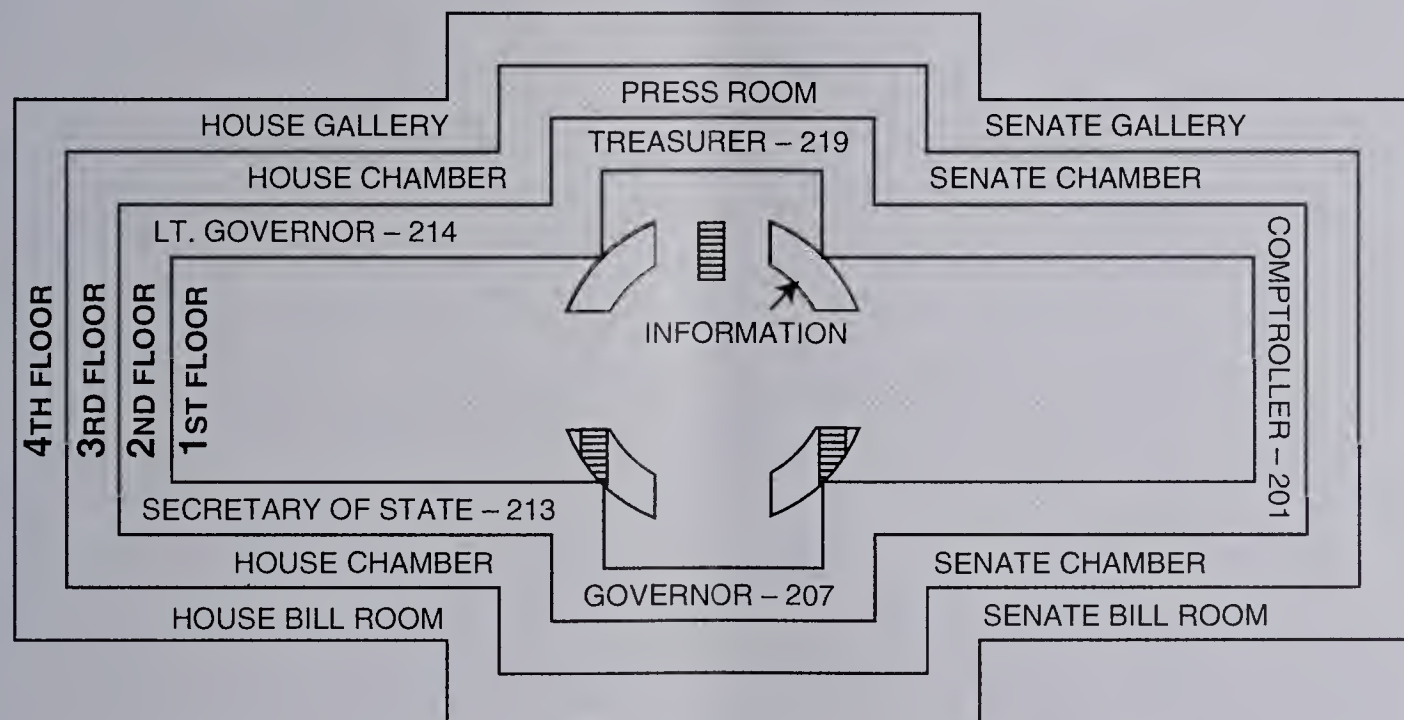 PRESS ROOM
HOUSE GALLERY
SENATE GALLERY
TREASURER – 219
HOUSE CHAMBER
SENATE CHAMBER
LT. GOVERNOR – 214
COMPTROLLER – 201
4TH FLOOR
3RD FLOOR
2ND FLOOR
1ST FLOOR
INFORMATION
SECRETARY OF STATE – 213
HOUSE CHAMBER
SENATE CHAMBER
GOVERNOR – 207
HOUSE BILL ROOM
SENATE BILL ROOM